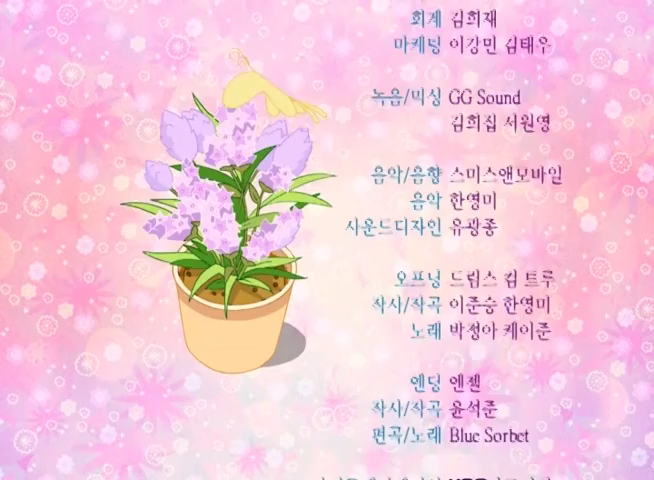 회계 김희재
마케팅 이강민 김태우
녹음/믹싱 GG Sound
김희집 서원영
음악/음향 스미스앤모바일
음악 한영미
사운드디자인 유광종
오프닝 드림스 컴 트루
작사/작곡 이준승 한영미
노래 박정아 케이준
엔딩 엔젤
작사/작곡 윤석준
편곡/노래 Blue Sorbet